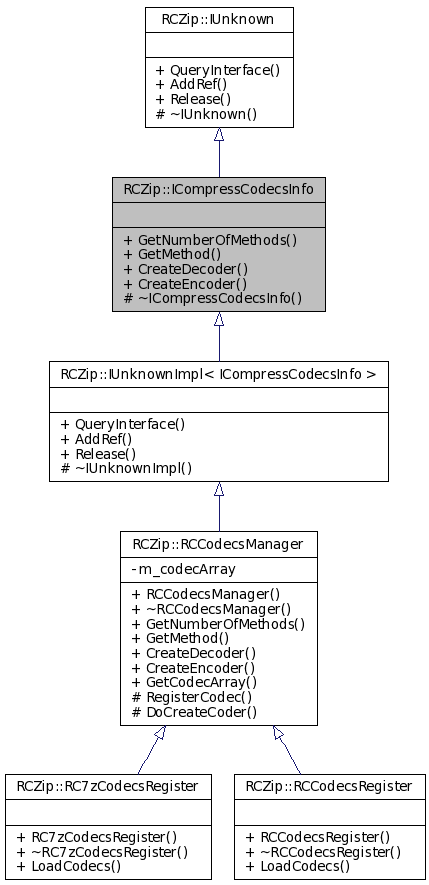 RCZip::IUnknown
+ QueryInterface()
+ AddRef()
+ Release()
# ~IUnknown()
RCZip::ICompressCodecsInfo
+ GetNumberOfMethods()
+ GetMethod()
+ CreateDecoder()
+ CreateEncoder()
# ~ICompressCodecsInfo()
RCZip::IUnknownImpl< ICompressCodecsInfo >
+ QueryInterface()
+ AddRef()
+ Release()
# ~IUnknownImpl()
RCZip::RCCodecsManager
- m_codecArray
+ RCCodecsManager()
+ ~RCCodecsManager()
+ GetNumberOfMethods()
+ GetMethod()
+ CreateDecoder()
+ CreateEncoder()
+ GetCodecArray()
# RegisterCodec()
# DoCreateCoder()
RCZip::RC7zCodecsRegister
+ RC7zCodecsRegister()
+ ~RC7zCodecsRegister()
+ LoadCodecs()
RCZip::RCCodecsRegister
+ RCCodecsRegister()
+ ~RCCodecsRegister()
+ LoadCodecs()